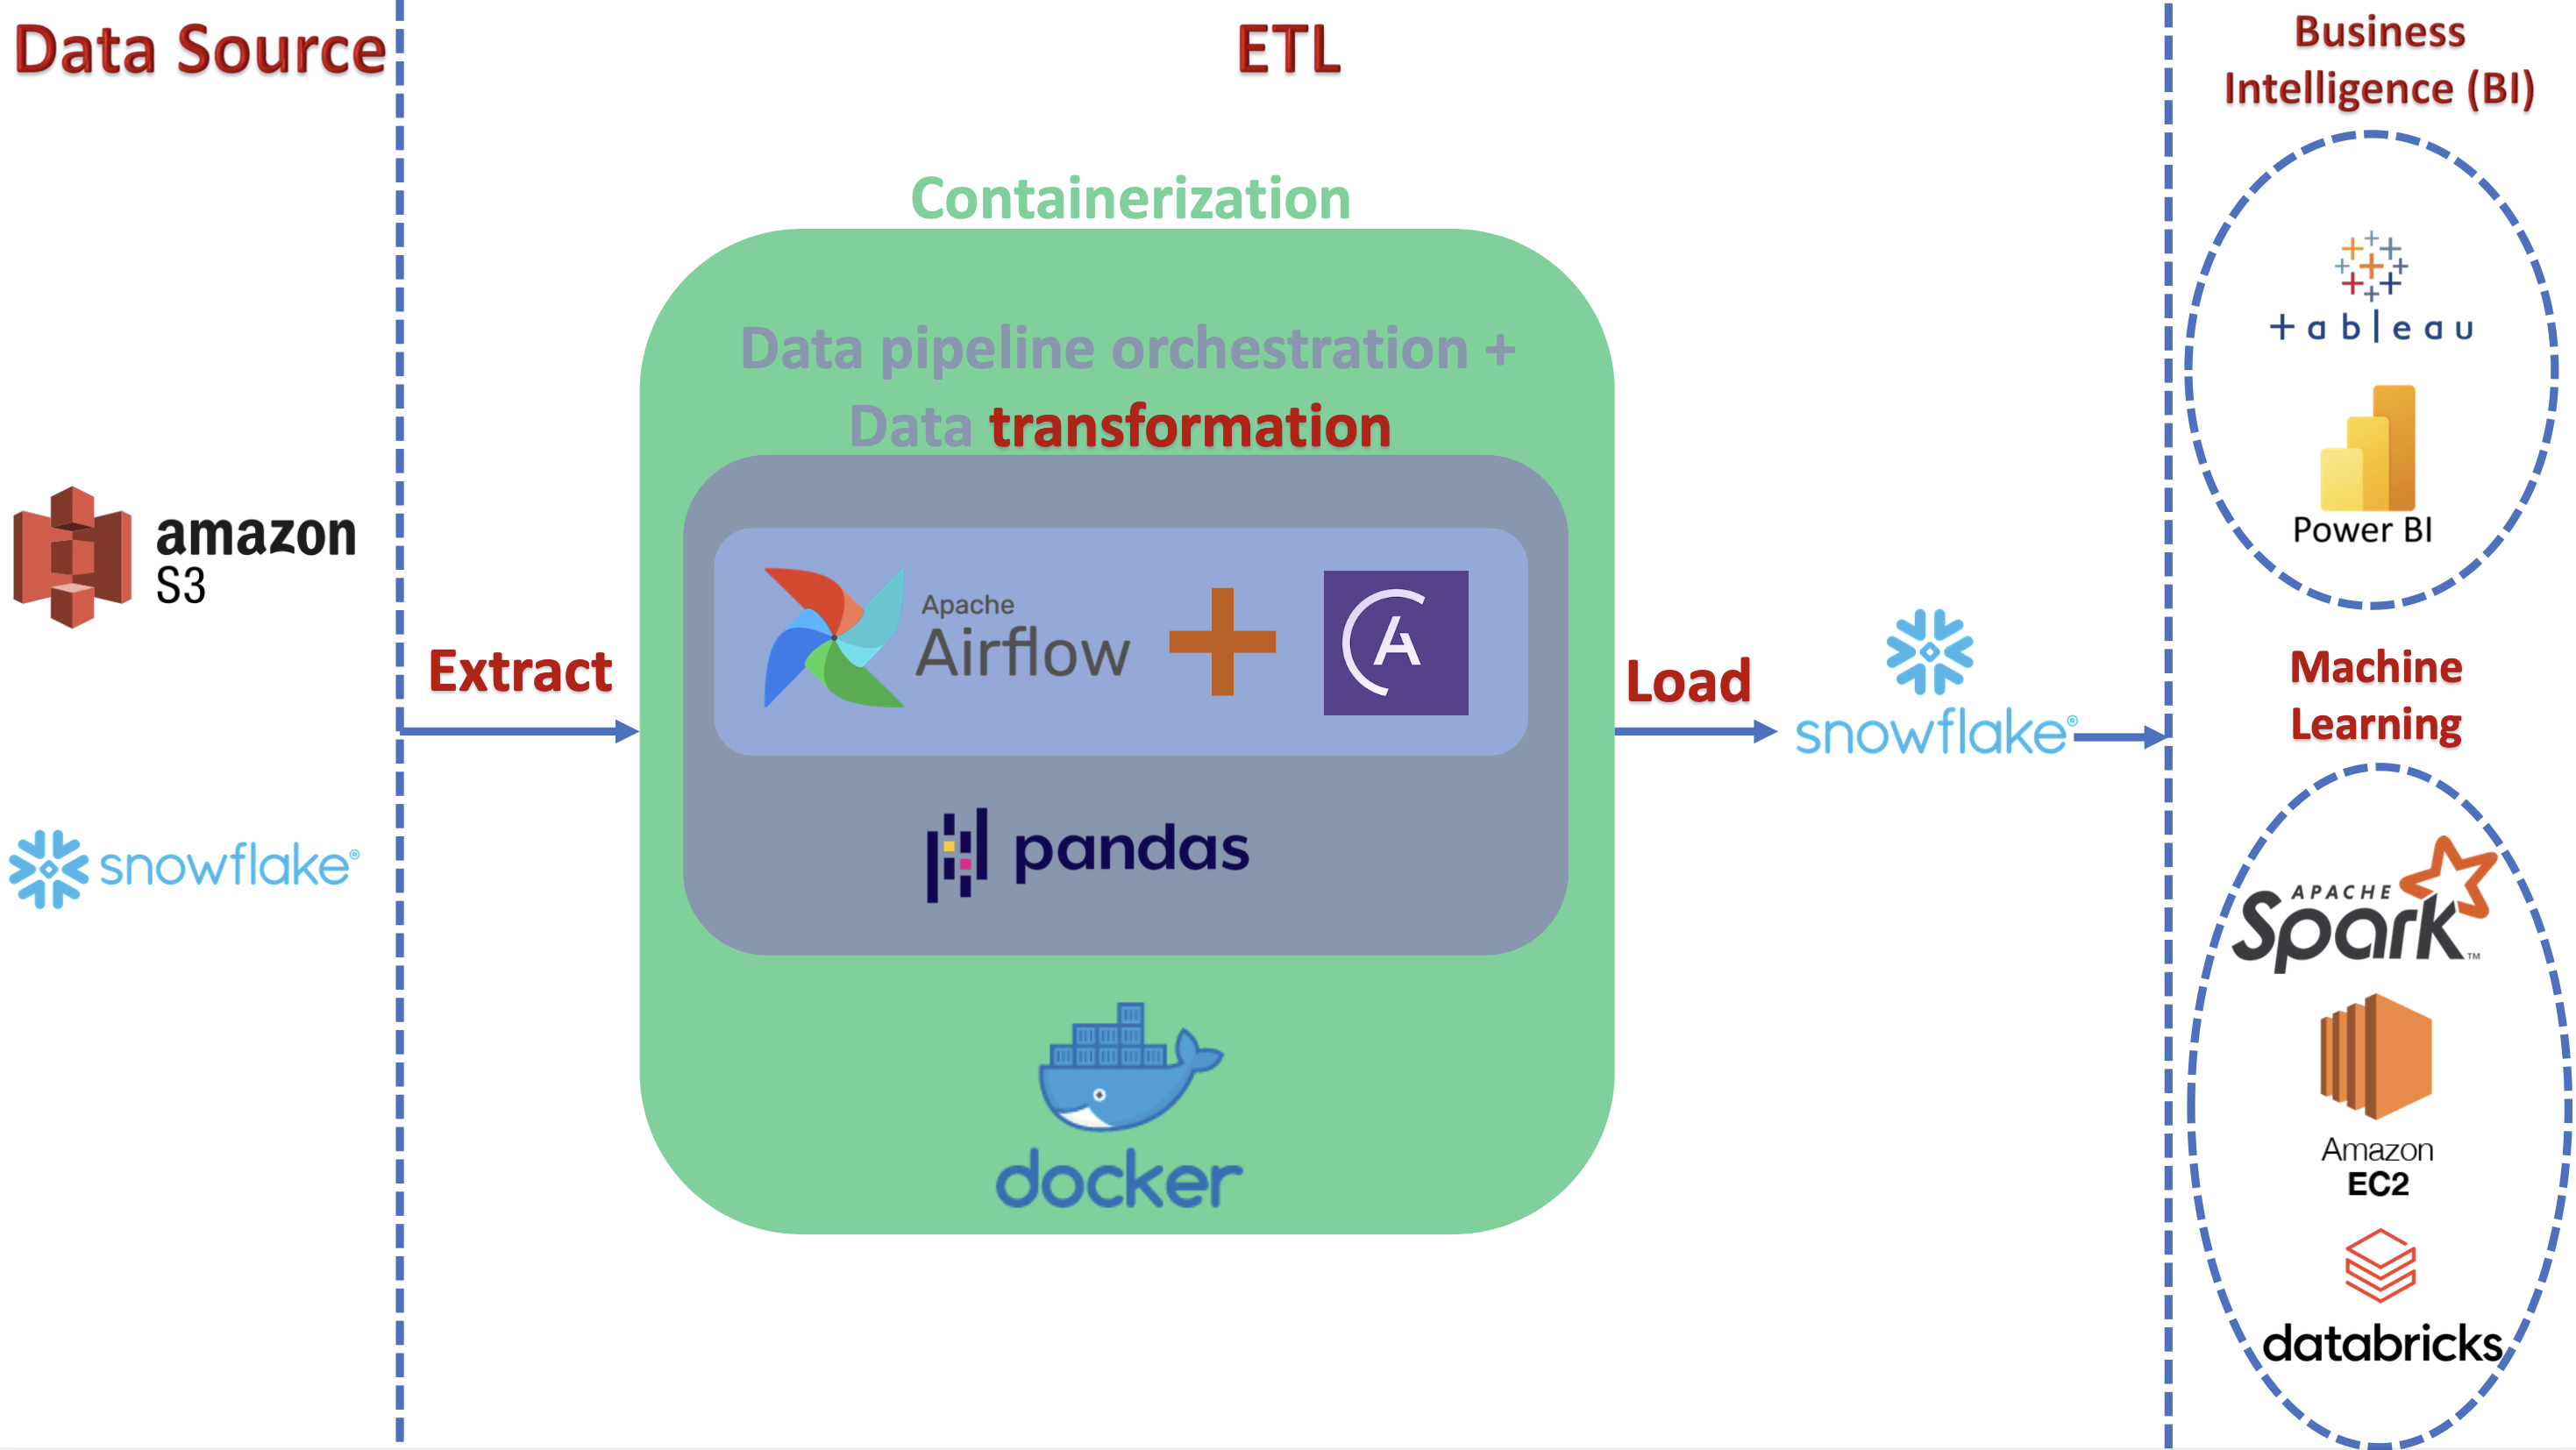 Data Source
ETL
Business
Intelligence (BI)
Containerization
Data pipeline orchestration +
Data transformation
tableau
Power BI
amazon
S3
Extract
Apache
Airflow
A
Load
snowflake®
Machine
Learning
snowflake®
pandas
APACHE
Spark™
docker
Amazon
EC2
databricks